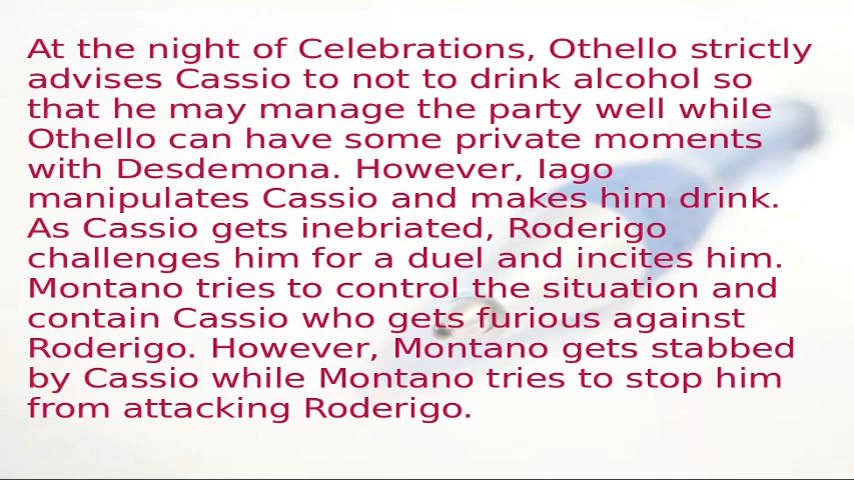 At the night of Celebrations, Othello strictly
advises Cassio to not to drink alcohol so
that he may manage the party well while
Othello can have some private moments
with Desdemona. However, Iago
manipulates Cassio and makes him drink.
As Cassio gets inebriated, Roderigo
challenges him for a duel and incites him.
Montano tries to control the situation and
contain Cassio who gets furious against
Roderigo. However, Montano gets stabbed
by Cassio while Montano tries to stop him
from attacking Roderigo.